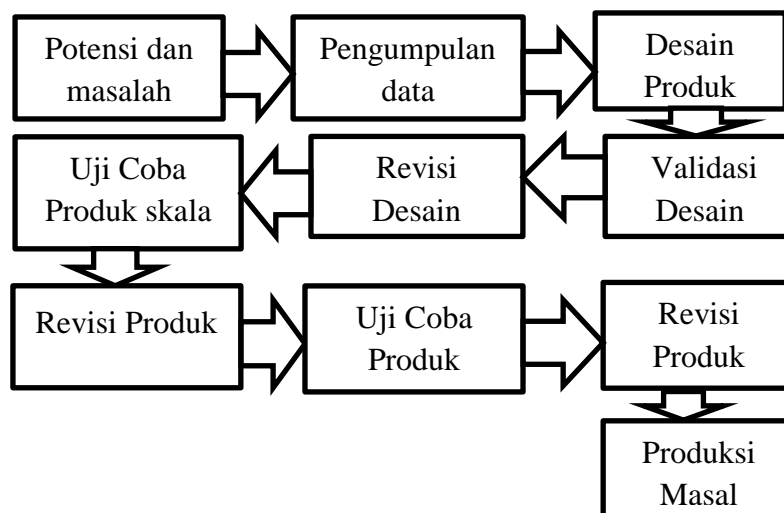 Potensi dan
masalah
Pengumpulan
data
Desain
Produk
Validasi
Desain
Revisi
Desain
Uji Coba
Produk skala
Revisi Produk
Uji Coba
Produk
Revisi
Produk
Produksi
Masal